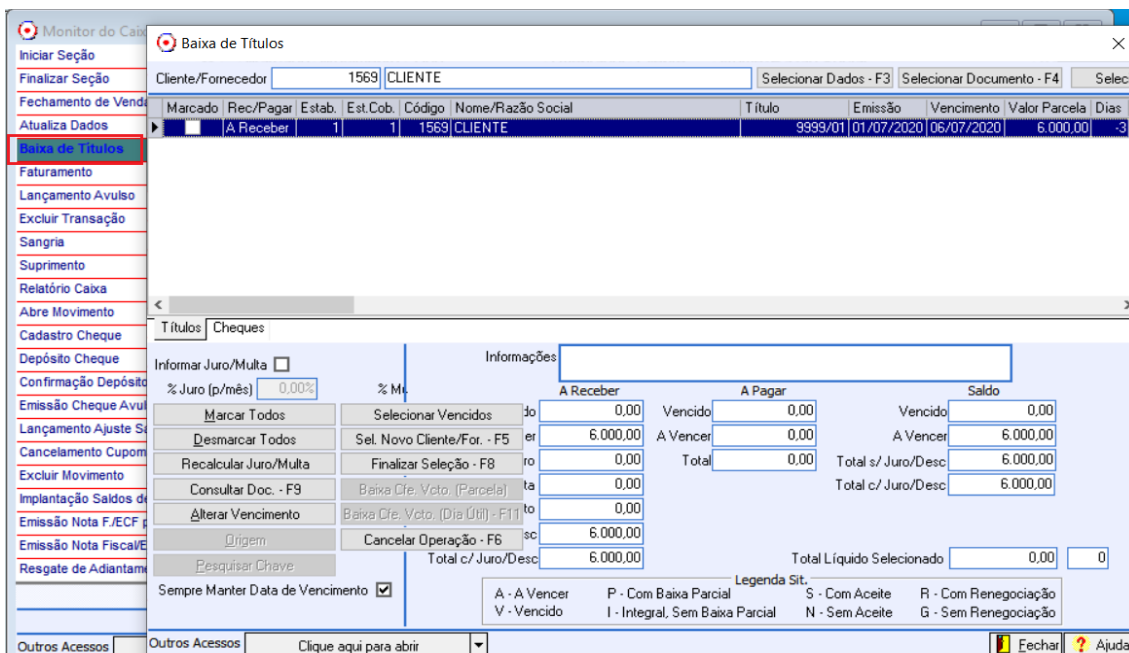 Monitor do Caix
Baixa de Títulos
Iniciar Seção
Finalizar Seção
Fechamento de Venda
Atualiza Dados
Baixa de Títulos
Faturamento
Lançamento Avulso
Excluir Transação
Sangria
Suprimento
Relatório Caixa
Abre Movimento
Cadastro Cheque
Depósito Cheque
Confirmação Depósito
Emissão Cheque Avul
Lançamento Ajuste Sa
Cancelamento Cupom
Excluir Movimento
Implantação Saldos de
Emissão Nota F./ECF p
Emissão Nota Fiscal/E
Resgate de Adiantame
Outros Acessos
Cliente/Fornecedor 1569 CLIENTE Selecionar Dados - F3 Selecionar Documento - F4 Selec
Marcado Rec/Pagar Estab. Est.Cob. Código Nome/Razão Social Título Emissão Vencimento Valor Parcela Dias
A Receber 1 1 1569 CLIENTE 9999/01 01/07/2020 06/07/2020 6.000,00 -3
Títulos Cheques
Informar Juro/Multa
% Juro (p/mês) 0,00% % Mu
Marcar Todos Selecionar Vencidos
Desmarcar Todos Sel. Novo Cliente/For. - F5
Recalcular Juro/Multa Finalizar Seleção - F8
Consultar Doc. - F9 Baixa Cfe. Vcto. (Parcela)
Alterar Vencimento Baixa Cfe. Vcto. (Dia Útil) - F11
Origem Cancelar Operação - F6
Pesquisar Chave
Sempre Manter Data de Vencimento
Informações
A Receber A Pagar Saldo
do 0,00 Vencido 0,00 Vencido 0,00
er 6.000,00 A Vencer 0,00 A Vencer 6.000,00
ro 0,00 Total 0,00 Total s/ Juro/Desc 6.000,00
ta 0,00 Total c/ Juro/Desc 6.000,00
to 0,00
sc 6.000,00
Total c/ Juro/Desc 6.000,00 Total Líquido Selecionado 0,00 0
Legenda Sit.
A - A Vencer P - Com Baixa Parcial S - Com Aceite R - Com Renegociação
V - Vencido I - Integral, Sem Baixa Parcial N - Sem Aceite G - Sem Renegociação
Outros Acessos Clique aqui para abrir Fechar Ajuda